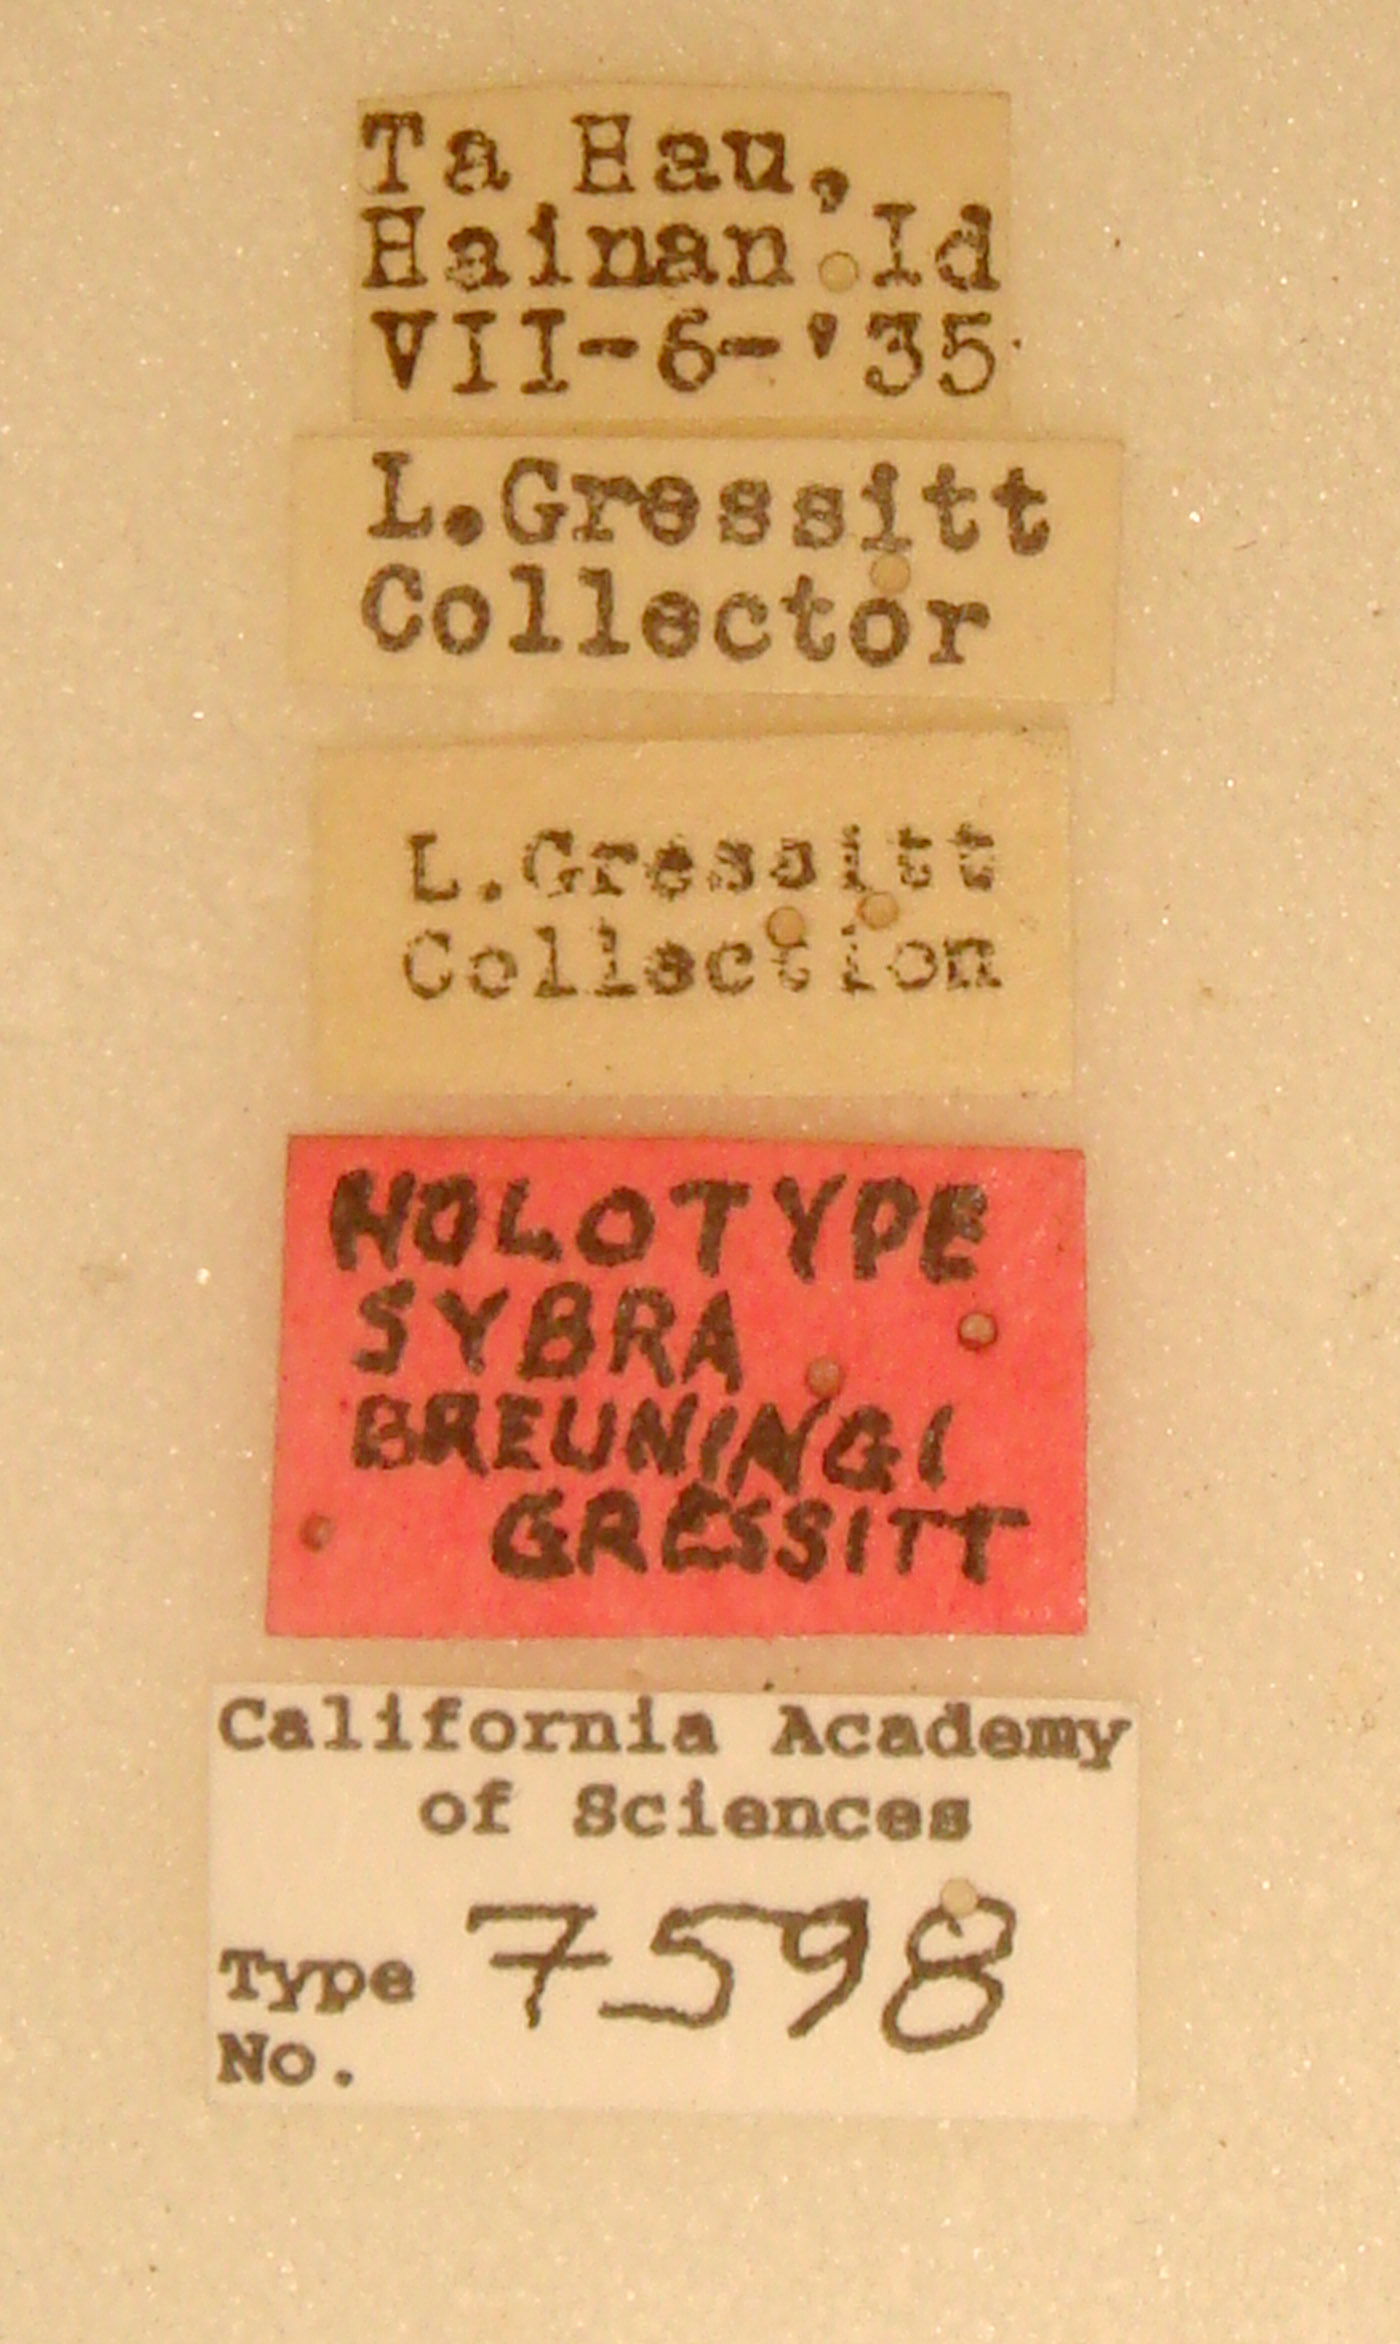 Ta Hau,
Hainan Id
VII-6-'35
L.Gressitt
Collector
L.Gressitt
Collection
HOLOTYPE
SYBRA
BREUNINGI
GRESSITT
California Academy
of Sciences
Type 7598
No.